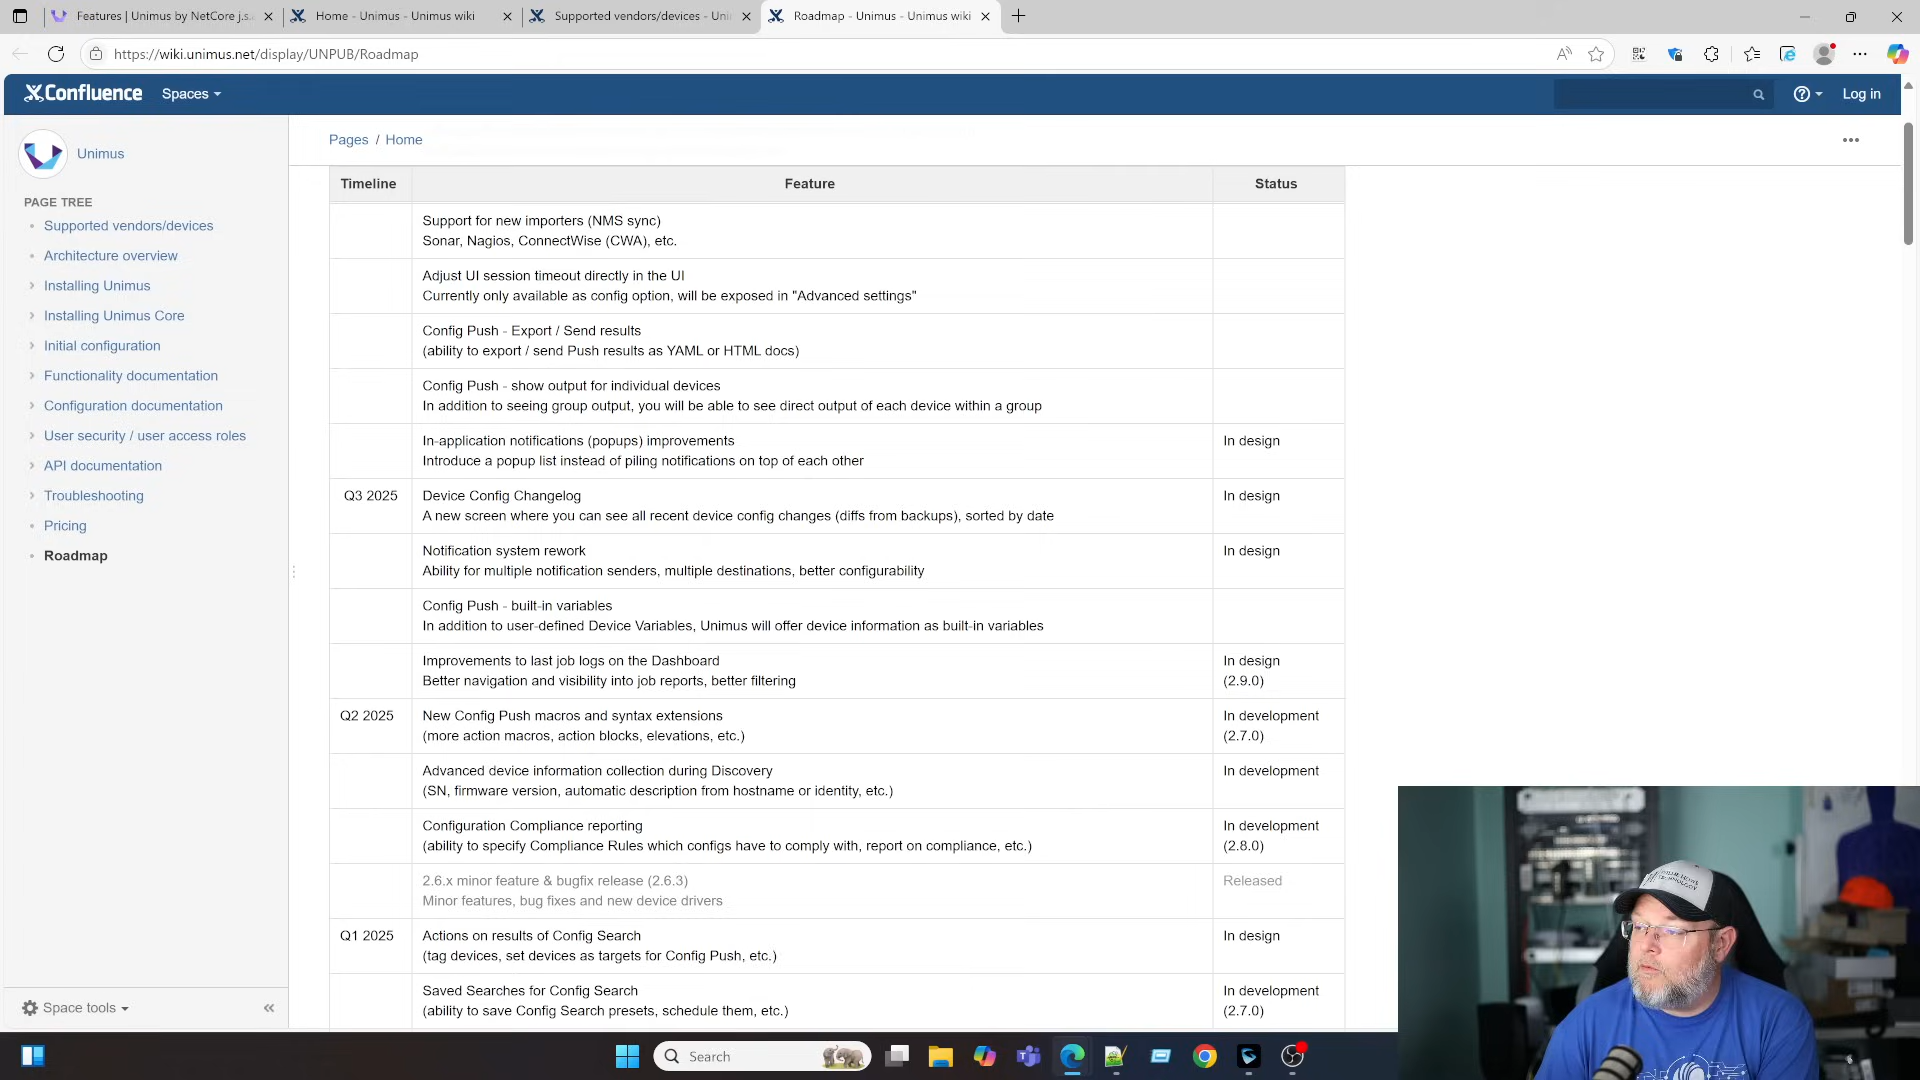 Features | Unimus by NetCore j.s.
Home - Unimus - Unimus wiki
Supported vendors/devices - Uni
Roadmap - Unimus - Unimus wiki
https://wiki.unimus.net/display/UNPUB/Roadmap
Confluence
Spaces
Log in
Unimus
PAGE TREE
Supported vendors/devices
Architecture overview
Installing Unimus
Installing Unimus Core
Initial configuration
Functionality documentation
Configuration documentation
User security / user access roles
API documentation
Troubleshooting
Pricing
Roadmap
Space tools
Pages / Home
Timeline Feature Status
Support for new importers (NMS sync)
Sonar, Nagios, ConnectWise (CWA), etc.
Adjust UI session timeout directly in the UI
Currently only available as config option, will be exposed in "Advanced settings"
Config Push - Export / Send results
(ability to export / send Push results as YAML or HTML docs)
Config Push - show output for individual devices
In addition to seeing group output, you will be able to see direct output of each device within a group
In-application notifications (popups) improvements In design
Introduce a popup list instead of piling notifications on top of each other
Q3 2025 Device Config Changelog In design
A new screen where you can see all recent device config changes (diffs from backups), sorted by date
Notification system rework In design
Ability for multiple notification senders, multiple destinations, better configurability
Config Push - built-in variables
In addition to user-defined Device Variables, Unimus will offer device information as built-in variables
Improvements to last job logs on the Dashboard In design
Better navigation and visibility into job reports, better filtering (2.9.0)
Q2 2025 New Config Push macros and syntax extensions In development
(more action macros, action blocks, elevations, etc.) (2.7.0)
Advanced device information collection during Discovery In development
(SN, firmware version, automatic description from hostname or identity, etc.)
Configuration Compliance reporting In development
(ability to specify Compliance Rules which configs have to comply with, report on compliance, etc.) (2.8.0)
2.6.x minor feature & bugfix release (2.6.3) Released
Minor features, bug fixes and new device drivers
Q1 2025 Actions on results of Config Search In design
(tag devices, set devices as targets for Config Push, etc.)
Saved Searches for Config Search In development
(ability to save Config Search presets, schedule them, etc.) (2.7.0)
Search